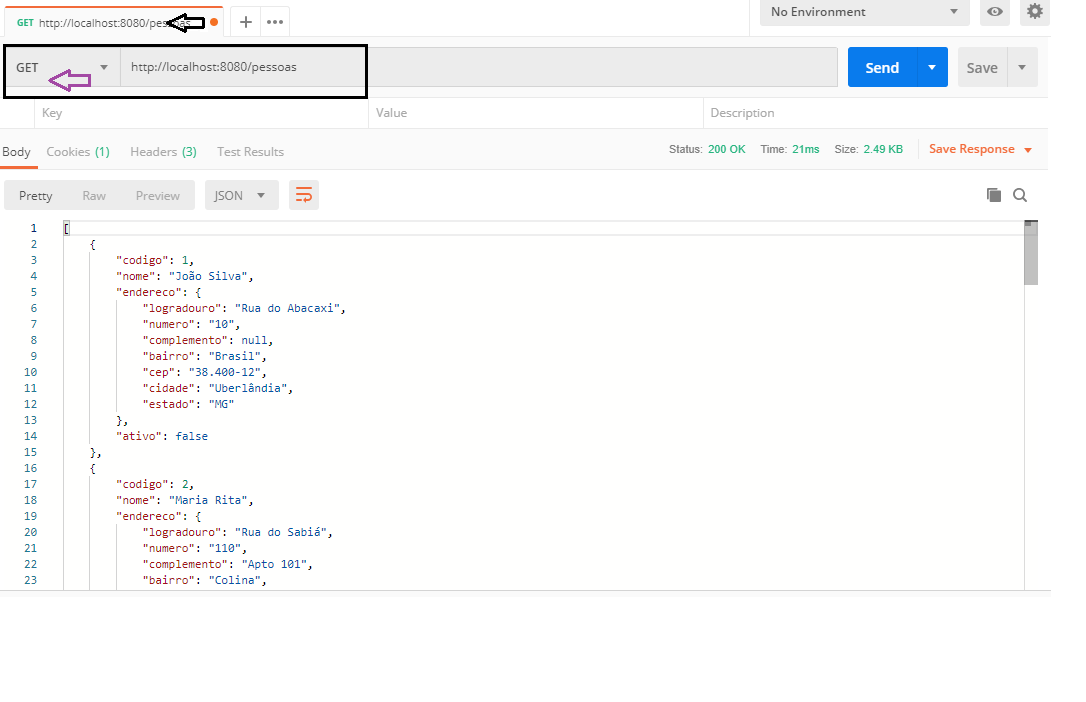 GET http://localhost:8080/pessoas
No Environment
GET http://localhost:8080/pessoas Send Save
Key Value Description
Body Cookies (1) Headers (3) Test Results Status: 200 OK Time: 21ms Size: 2.49 KB Save Response
Pretty Raw Preview JSON
1 [
2 {
3 "codigo": 1,
4 "nome": "João Silva",
5 "endereco": {
6 "logradouro": "Rua do Abacaxi",
7 "numero": "10",
8 "complemento": null,
9 "bairro": "Brasil",
10 "cep": "38.400-12",
11 "cidade": "Uberlândia",
12 "estado": "MG"
13 },
14 "ativo": false
15 },
16 {
17 "codigo": 2,
18 "nome": "Maria Rita",
19 "endereco": {
20 "logradouro": "Rua do Sabiá",
21 "numero": "110",
22 "complemento": "Apto 101",
23 "bairro": "Colina",